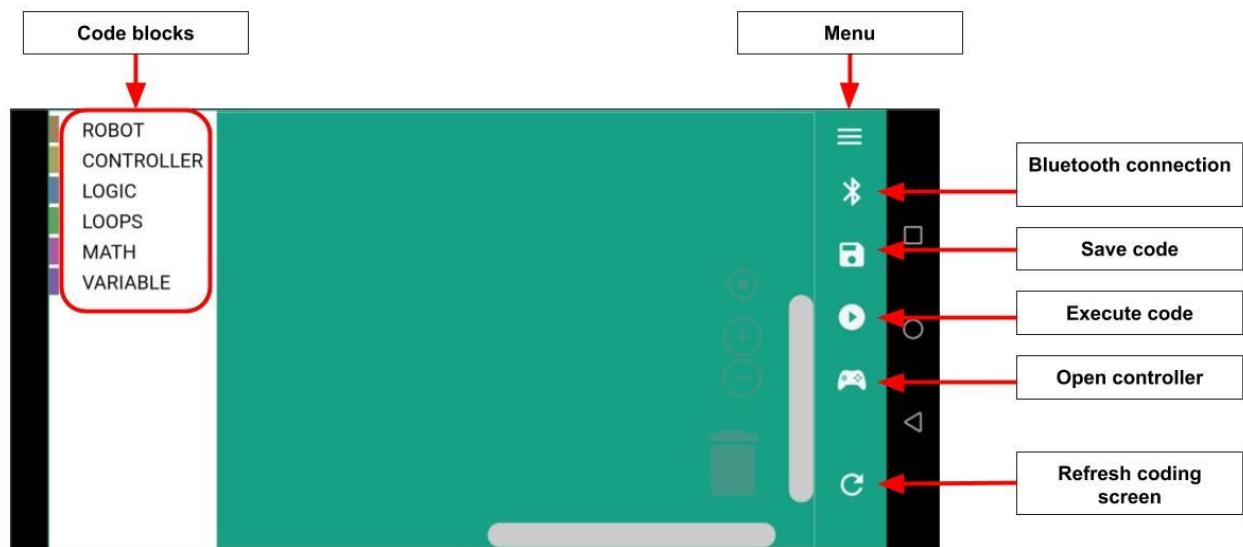 Code blocks
Menu
ROBOT
CONTROLLER
LOGIC
LOOPS
MATH
VARIABLE
Bluetooth connection
Save code
Execute code
Open controller
Refresh coding
screen